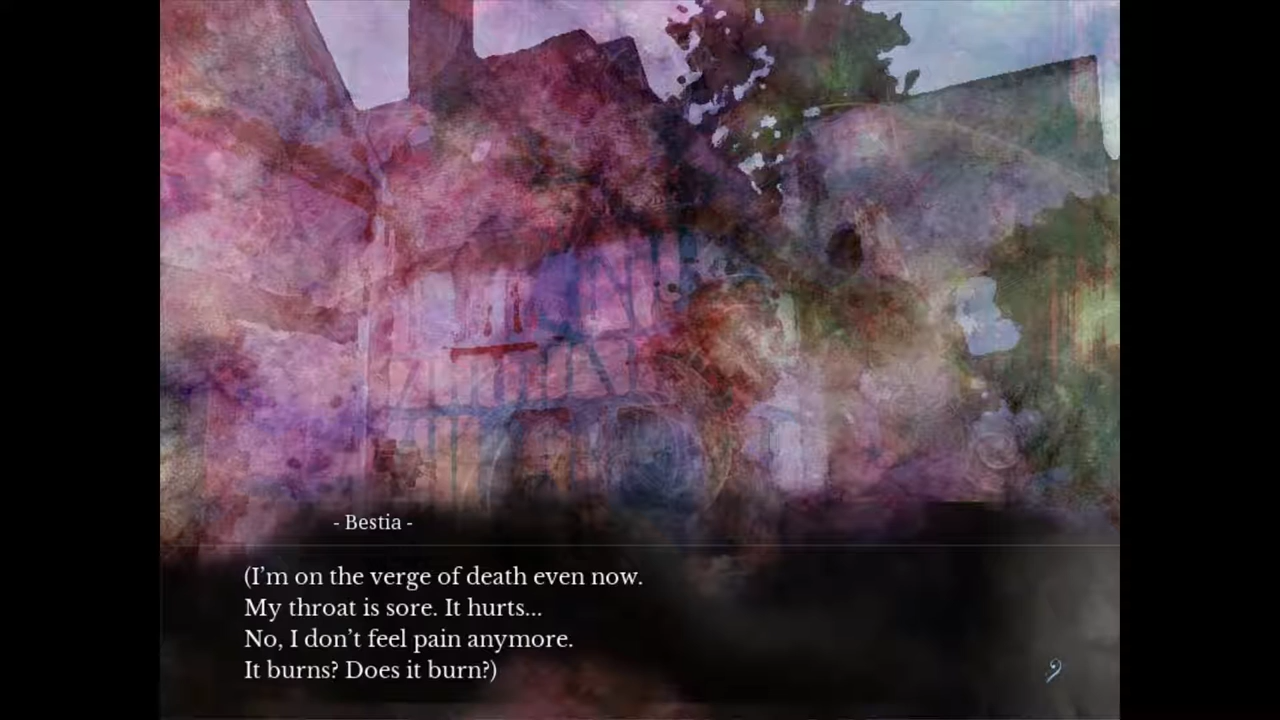 - Bestia -
(I’m on the verge of death even now.
My throat is sore. It hurts...
No, I don’t feel pain anymore.
It burns? Does it burn?)